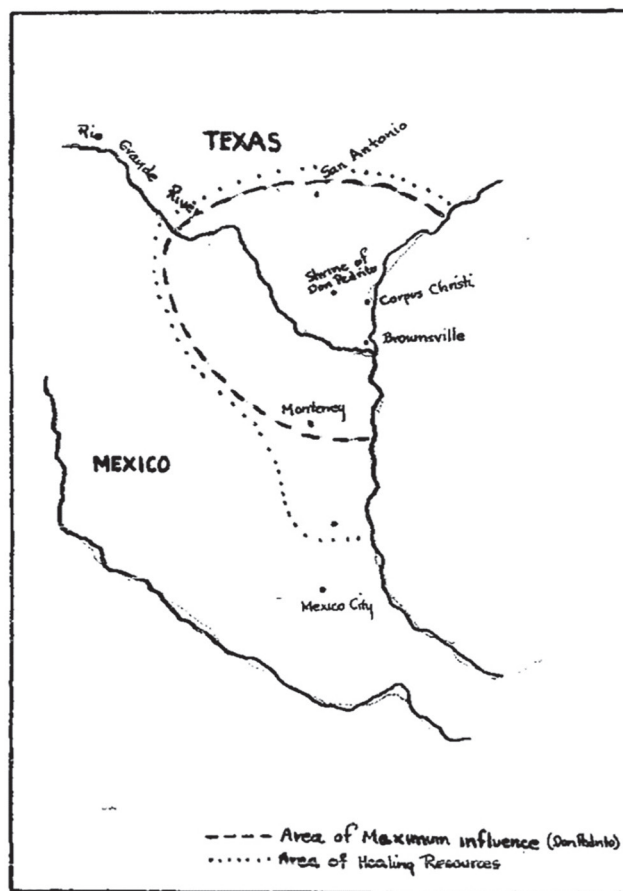 TEXAS
Rio Grande River
San Antonio
Shrine of
Don Pedrito
Corpus Christi
Brownsville
Monterrey
MEXICO
Mexico City
Area of Maximum influence (Don Pedrito)
Area of Healing Resources